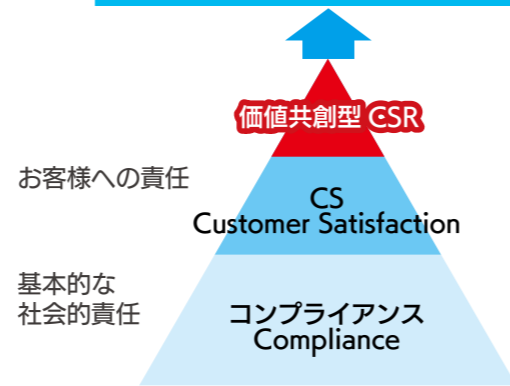 価値共創型 CSR
お客様への責任
CS
Customer Satisfaction
基本的な
社会的責任
コンプライアンス
Compliance